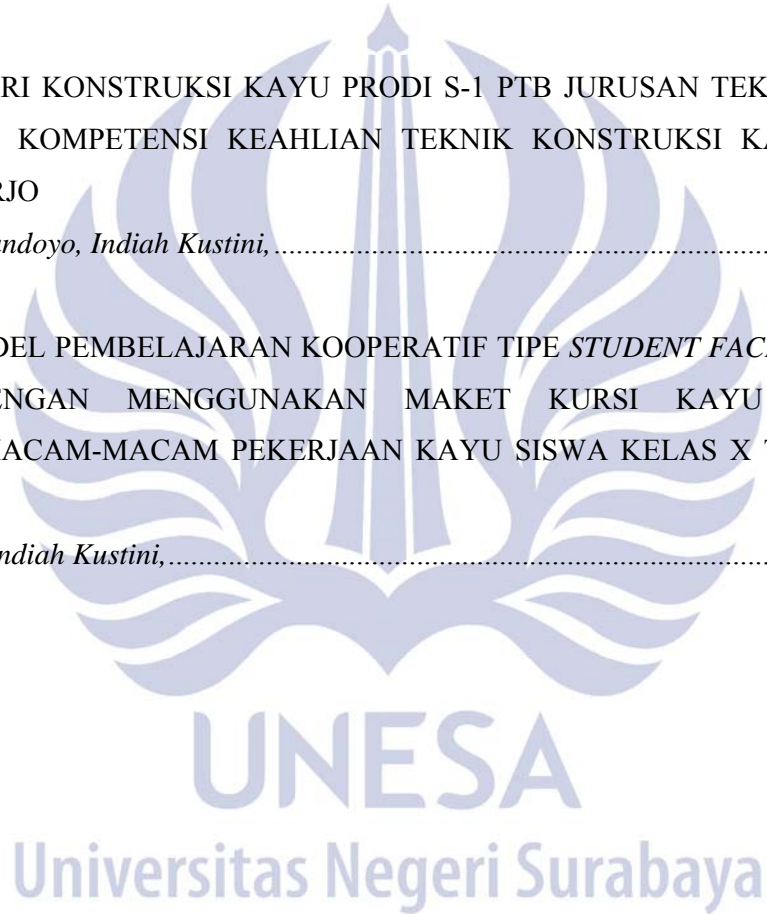 RI KONSTRUKSI KAYU PRODI S-1 PTB JURUSAN TEK
KOMPETENSI KEAHLIAN TEKNIK KONSTRUKSI KA
RJO
ndoyo, Indiah Kustini,..........................................................................................
DEL PEMBELAJARAN KOOPERATIF TIPE STUDENT FAC
ENGAN MENGGUNAKAN MAKET KURSI KAYU
MACAM-MACAM PEKERJAAN KAYU SISWA KELAS X T
ndiah Kustini,...........................................................................................................
UNESA
Universitas Negeri Surabaya